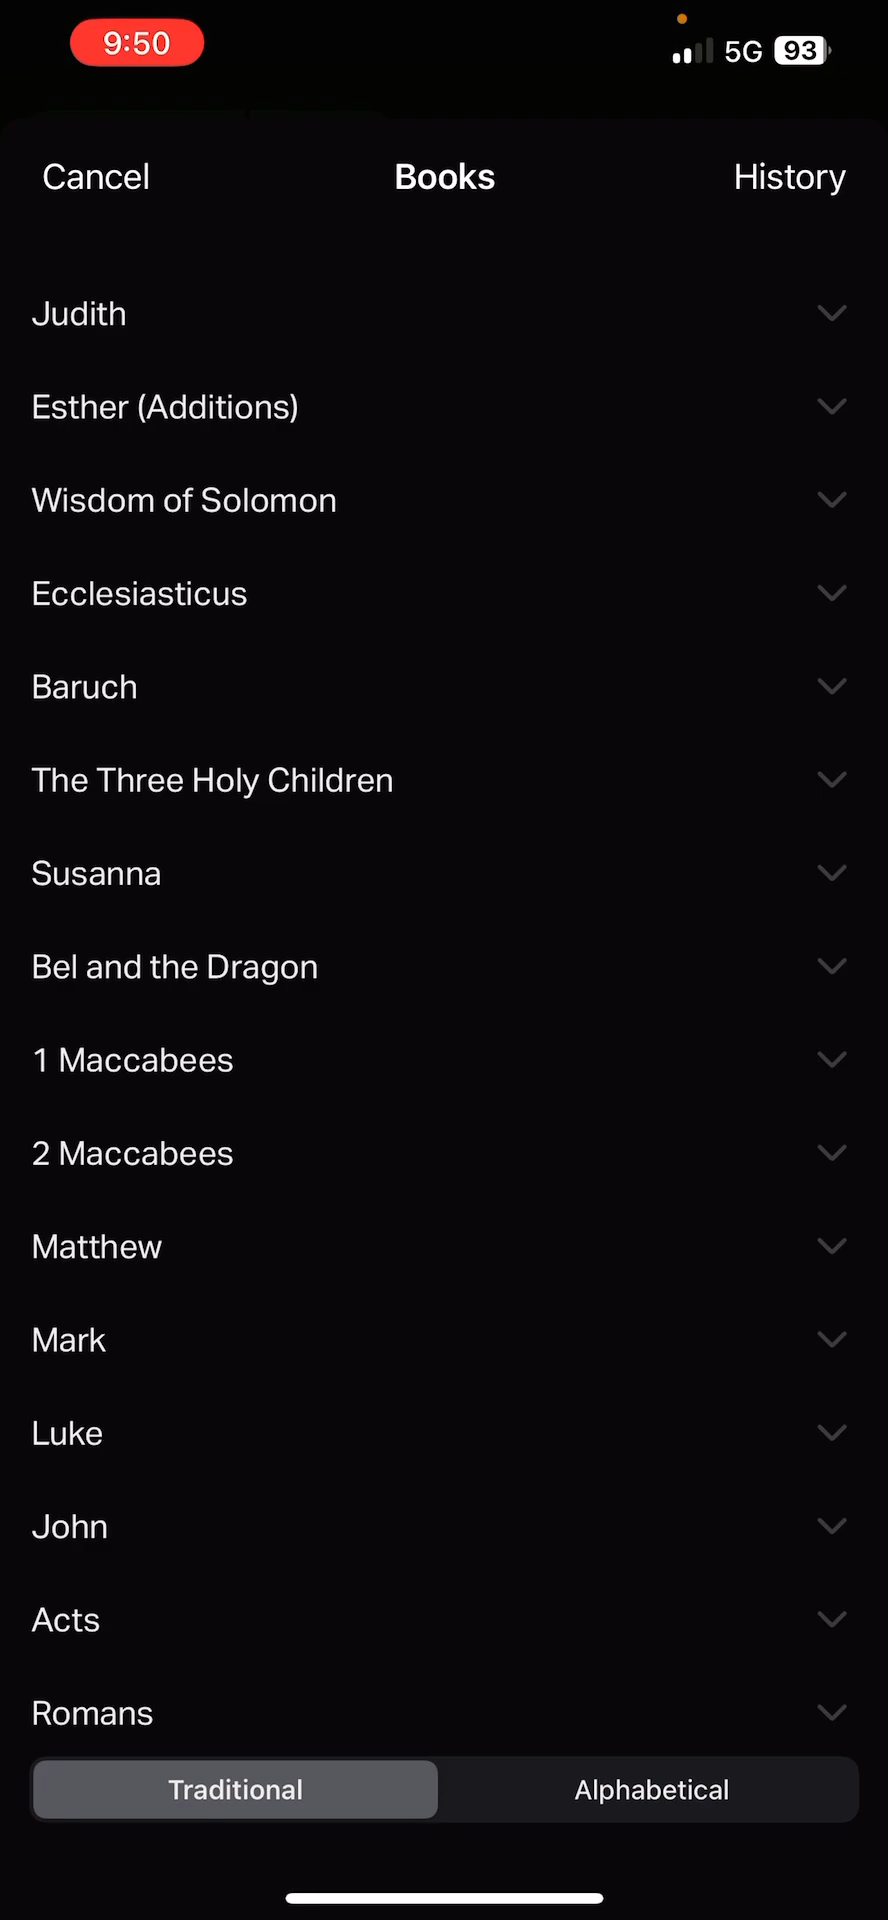 9:50
5G 93
Cancel Books History
Judith
Esther (Additions)
Wisdom of Solomon
Ecclesiasticus
Baruch
The Three Holy Children
Susanna
Bel and the Dragon
1 Maccabees
2 Maccabees
Matthew
Mark
Luke
John
Acts
Romans
Traditional Alphabetical